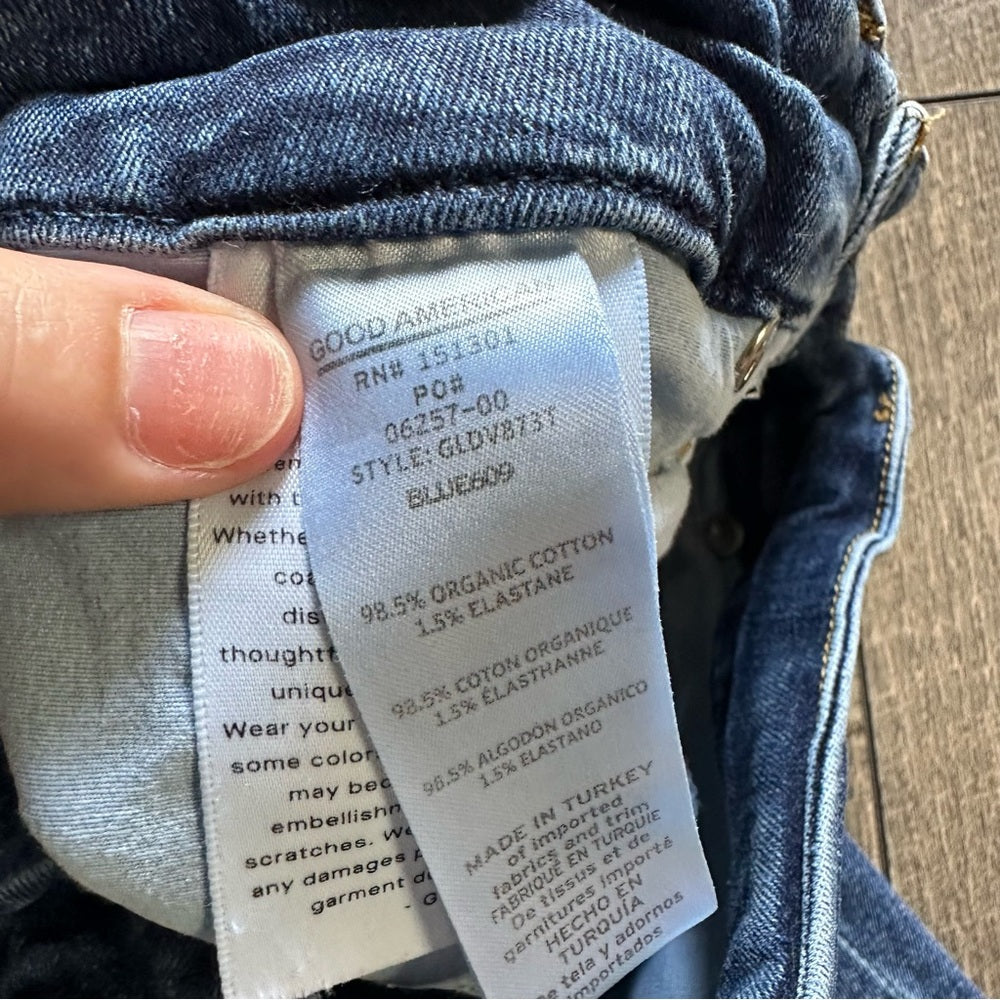 GOOD AMERICAN
RN# 151301
PO#
06257-00
STYLE: GLDV873T
BLUE609
98.5% ORGANIC COTTON
1.5% ELASTANE
98.5% COTON ORGANIQUE
1.5% ÉLASTHANNE
98.5% ALGODÓN ORGÁNICO
1.5% ELASTANO
MADE IN TURKEY
of imported
fabrics and trim
FABRIQUÉ EN TURQUIE
De tissus et de
garnitures importé
HECHO EN
TURQUÍA
e tela y adornos
importados
en
with t
Whethe
coa
dis
thoughtf
unique
Wear your
some color
may bec
embellishm
scratches. We
any damages p
garment d
- G